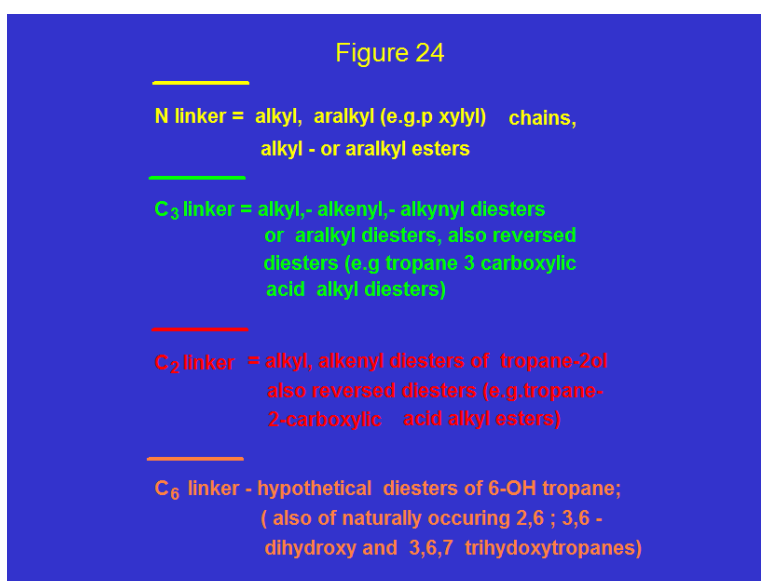 Figure 24
N linker = alkyl, aralkyl (e.g.p xylyl) chains,
alkyl - or aralkyl esters
C3 linker = alkyl,- alkenyl,- alkynyl diesters
or aralkyl diesters, also reversed
diesters (e.g tropane 3 carboxylic
acid alkyl diesters)
C2 linker = alkyl, alkenyl diesters of tropane-2ol
also reversed diesters (e.g.tropane-
2-carboxylic acid alkyl esters)
C6 linker - hypothetical diesters of 6-OH tropane;
( also of naturally occuring 2,6 ; 3,6 -
dihydroxy and 3,6,7 trihydoxytropanes)